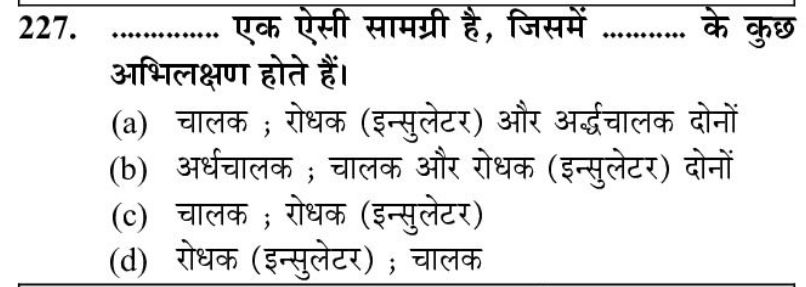 227. ............... एक ऐसी सामग्री है, जिसमें ............ के कुछ
अभिलक्षण होते हैं।
(a) चालक ; रोधक (इन्सुलेटर) और अर्द्धचालक दोनों
(b) अर्धचालक ; चालक और रोधक (इन्सुलेटर) दोनों
(c) चालक ; रोधक (इन्सुलेटर)
(d) रोधक (इन्सुलेटर) ; चालक